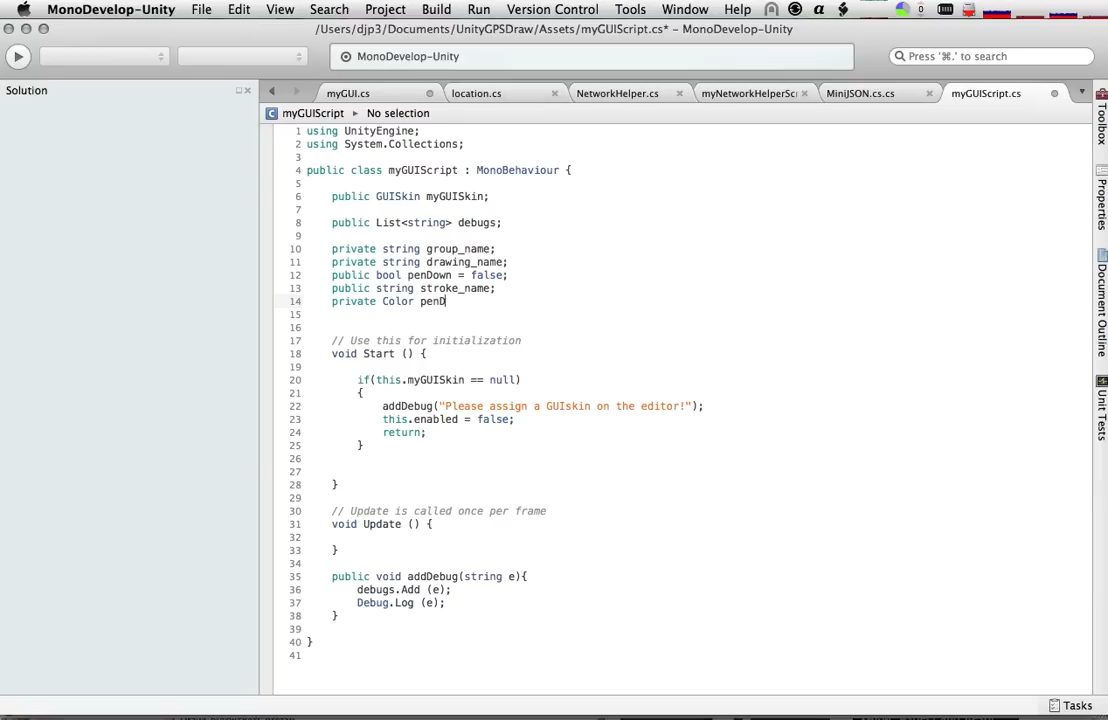 MonoDevelop-Unity File Edit View Search Project Build Run Version Control Tools Window Help
/Users/djp3/Documents/UnityGPSDraw/Assets/myGUIScript.cs* – MonoDevelop-Unity
MonoDevelop-Unity
Press '⌘.' to search
Solution
myGUI.cs location.cs NetworkHelper.cs myNetworkHelperSc MiniJSON.cs.cs myGUIScript.cs
C myGUIScript ▸ No selection
1 using UnityEngine;
2 using System.Collections;
3
4 public class myGUIScript : MonoBehaviour {
5
6 public GUISkin myGUISkin;
7
8 public List<string> debugs;
9
10 private string group_name;
11 private string drawing_name;
12 public bool penDown = false;
13 public string stroke_name;
14 private Color penD
15
16
17 // Use this for initialization
18 void Start () {
19
20 if(this.myGUISkin == null)
21 {
22 addDebug("Please assign a GUIskin on the editor!");
23 this.enabled = false;
24 return;
25 }
26
27
28 }
29
30 // Update is called once per frame
31 void Update () {
32
33 }
34
35 public void addDebug(string e){
36 debugs.Add (e);
37 Debug.Log (e);
38 }
39
40 }
41
Toolbox
Properties
Document Outline
Unit Tests
Tasks